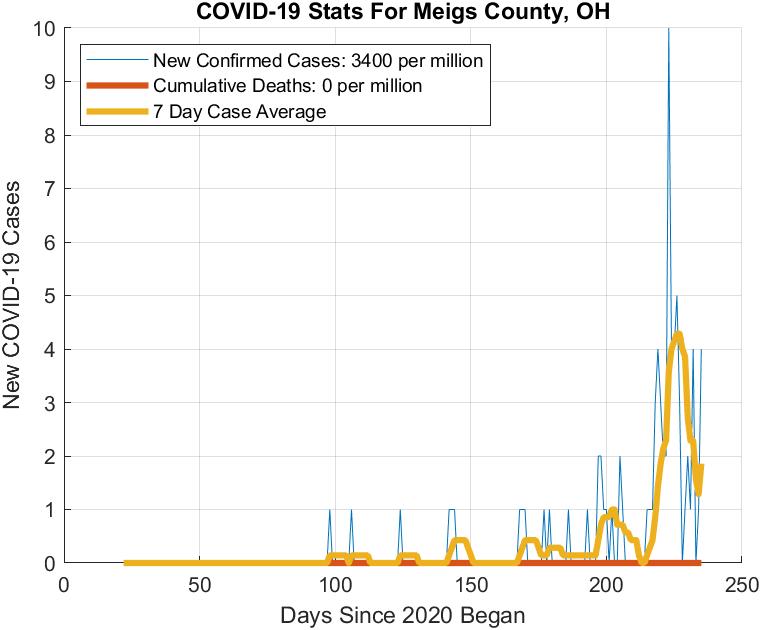 COVID-19 Stats For Meigs County, OH
New Confirmed Cases: 3400 per million
Cumulative Deaths: 0 per million
7 Day Case Average
New COVID-19 Cases
10
9
8
7
6
5
4
3
2
1
0
0 50 100 150 200 250
Days Since 2020 Began